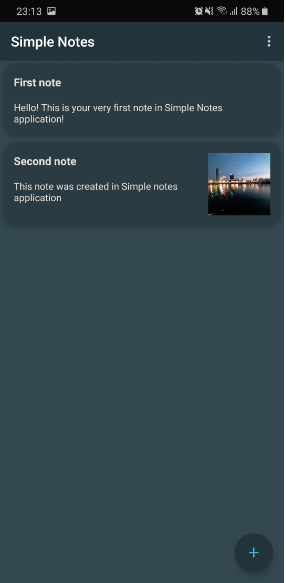 23:13
88%
Simple Notes
First note
Hello! This is your very first note in Simple Notes
application!
Second note
This note was created in Simple notes
application